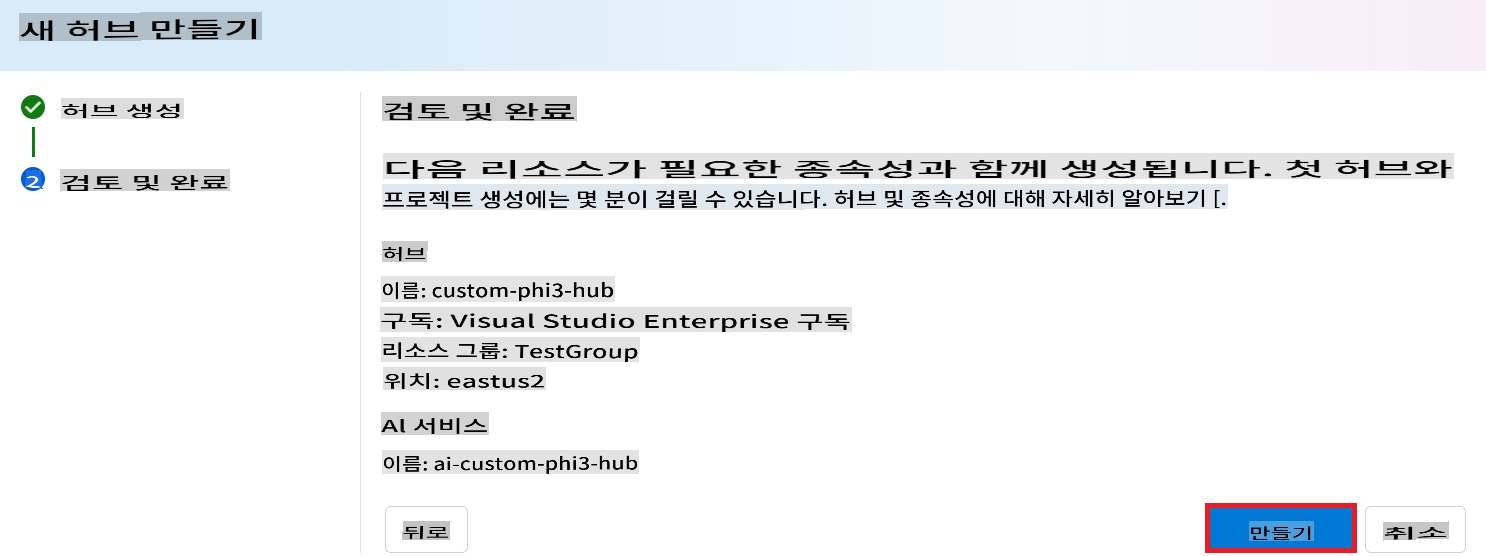 새 허브 만들기
허브 생성
2
검토 및 완료
검토 및 완료
다음 리소스가 필요한 종속성과 함께 생성됩니다. 첫 허브와
프로젝트 생성에는 몇 분이 걸릴 수 있습니다. 허브 및 종속성에 대해 자세히 알아보기 [.
허브
이름: custom-phi3-hub
구독: Visual Studio Enterprise 구독
리소스 그룹: TestGroup
위치: eastus2
AI 서비스
이름: ai-custom-phi3-hub
뒤로
만들기
취소